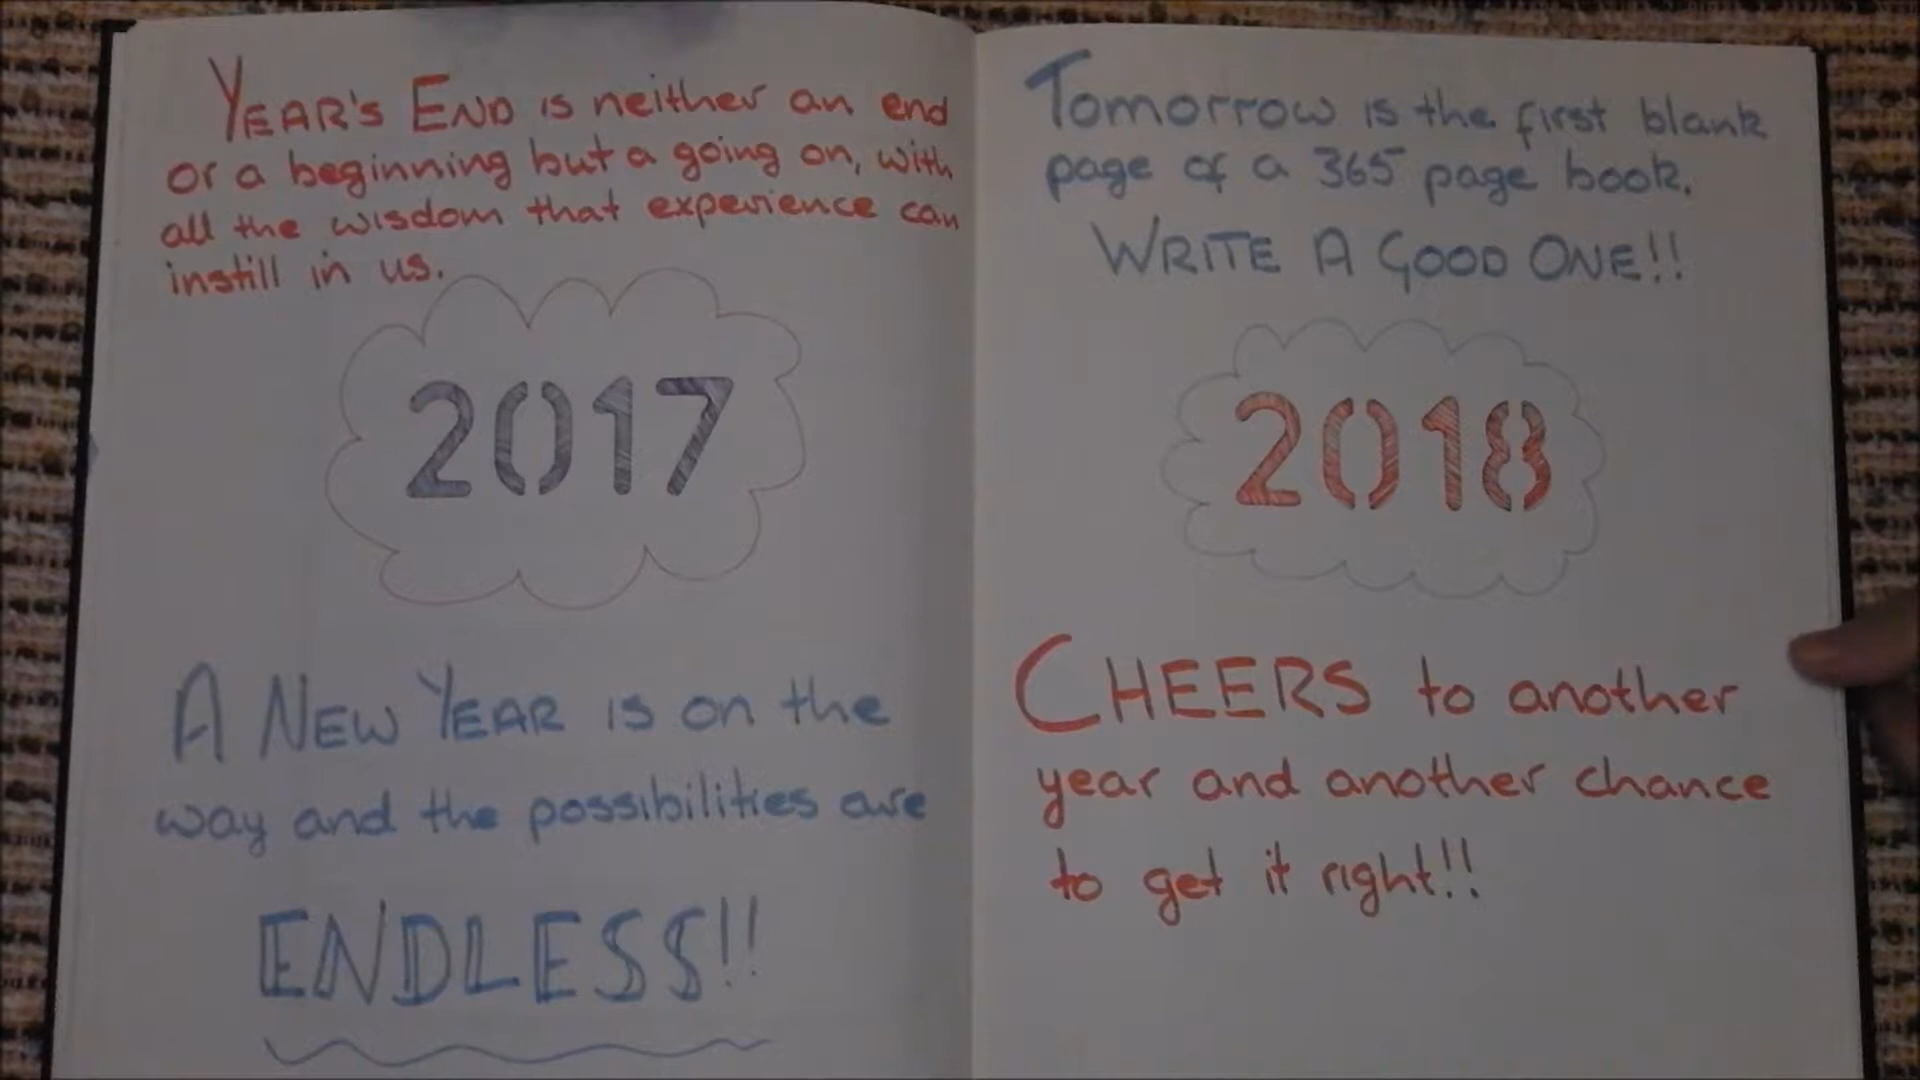 YEAR'S END is neither an end
or a beginning but a going on, with
all the wisdom that experience can
instill in us.
2017
A NEW YEAR is on the
way and the possibilities are
ENDLESS!!
Tomorrow is the first blank
page of a 365 page book.
WRITE A GOOD ONE!!
2018
CHEERS to another
year and another chance
to get it right!!